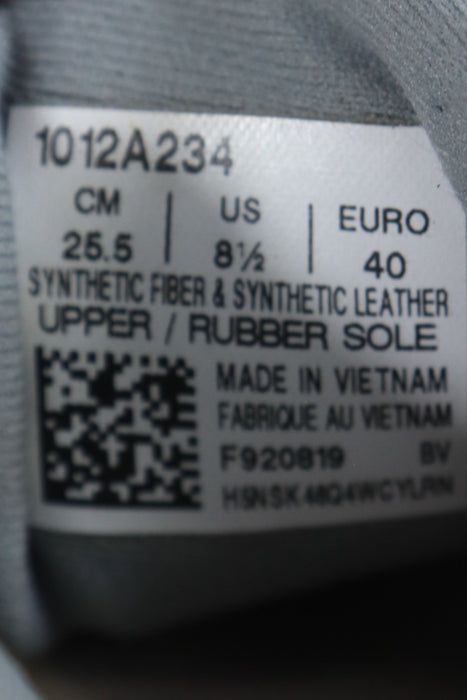 1012A234
CM | US | EURO
25.5 | 8½ | 40
SYNTHETIC FIBER & SYNTHETIC LEATHER
UPPER / RUBBER SOLE
MADE IN VIETNAM
FABRIQUE AU VIETNAM
F920819 BV